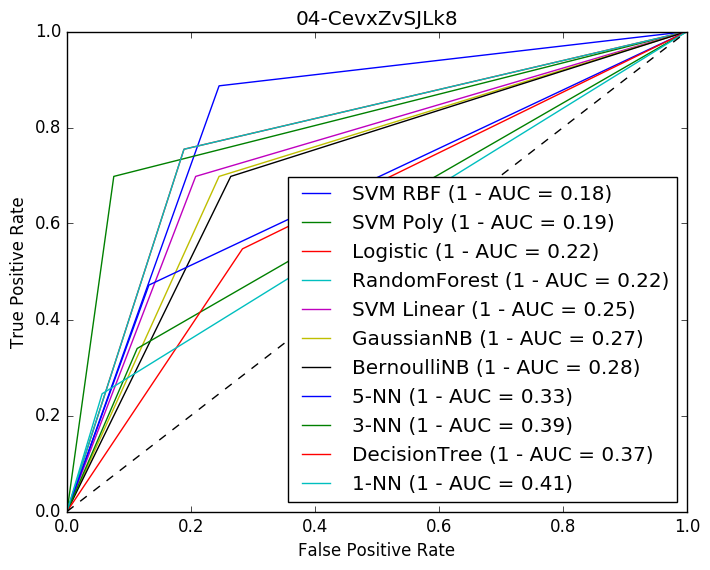 04-CevxZvSJLk8
True Positive Rate
1.0
0.8
0.6
0.4
0.2
0.0
SVM RBF (1 - AUC = 0.18)
SVM Poly (1 - AUC = 0.19)
Logistic (1 - AUC = 0.22)
RandomForest (1 - AUC = 0.22)
SVM Linear (1 - AUC = 0.25)
GaussianNB (1 - AUC = 0.27)
BernoulliNB (1 - AUC = 0.28)
5-NN (1 - AUC = 0.33)
3-NN (1 - AUC = 0.39)
DecisionTree (1 - AUC = 0.37)
1-NN (1 - AUC = 0.41)
0.0 0.2 0.4 0.6 0.8 1.0
False Positive Rate